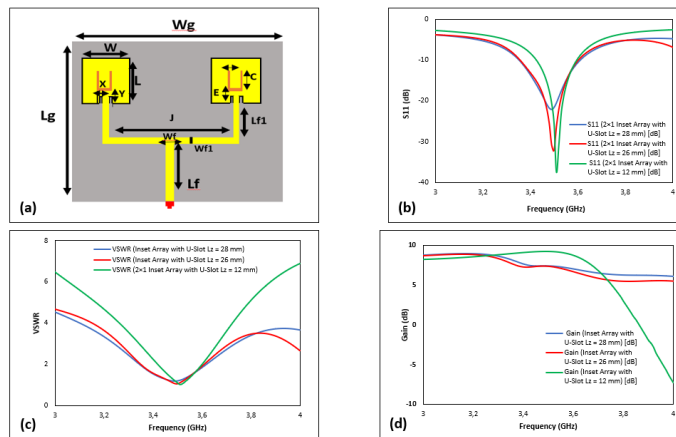 Wg
W
L
X
Y
E
C
J
Lg
Lf1
Wf
Wf1
Lf
(a)
(b)
0
-10
-20
-30
-40
S11 (dB)
3
3,2
3,4
3,6
3,8
4
Frequency (GHz)
S11 (2×1 Inset Array with
U-Slot Lz = 28 mm) [dB]
S11 (2×1 Inset Array with
U-Slot Lz = 26 mm) [dB]
S11 (2×1 Inset Array with
U-Slot Lz = 12 mm) [dB]
(c)
8
6
4
2
0
VSWR
3
3,2
3,4
3,6
3,8
4
Frequency (GHz)
VSWR (Inset Array with U-Slot Lz = 28 mm)
VSWR (Inset Array with U-Slot Lz = 26 mm)
VSWR (2×1 Inset Array with U-Slot Lz = 12 mm)
(d)
10
5
0
-5
-10
Gain (dB)
3
3,2
3,4
3,6
3,8
4
Frequency (GHz)
Gain (Inset Array with
U-Slot Lz = 28 mm) [dB]
Gain (Inset Array with
U-Slot Lz = 26 mm) [dB]
Gain (Inset Array with
U-Slot Lz = 12 mm) [dB]